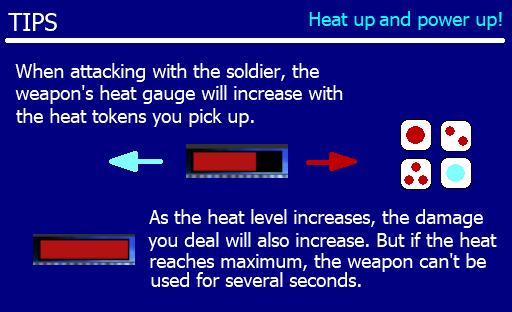 TIPS
Heat up and power up!
When attacking with the soldier, the
weapon's heat gauge will increase with
the heat tokens you pick up.
As the heat level increases, the damage
you deal will also increase. But if the heat
reaches maximum, the weapon can't be
used for several seconds.